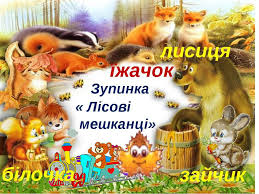 лисиця
їжачок
Зупинка
« Лісові
мешканці»
білочка
зайчик